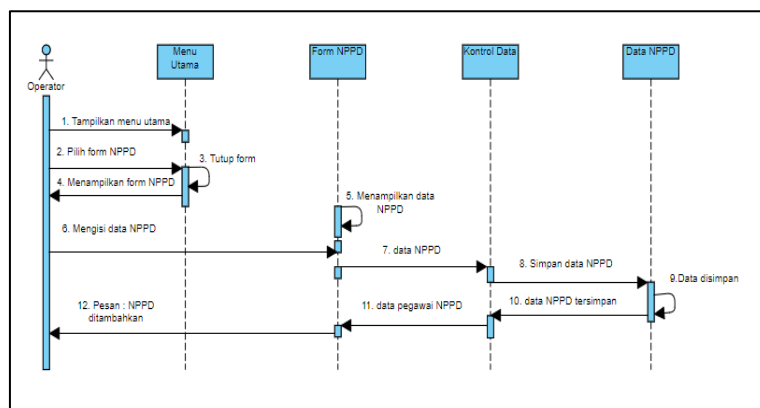 Menu
Utama
Form NPPD
Kontrol Data
Data NPPD
Operator
1. Tampilkan menu utama
2. Pilih form NPPD
3. Tutup form
4. Menampilkan form NPPD
5. Menampilkan data
NPPD
6. Mengisi data NPPD
7. data NPPD
8. Simpan data NPPD
9.Data disimpan
10. data NPPD tersimpan
11. data pegawai NPPD
12. Pesan : NPPD
ditambahkan